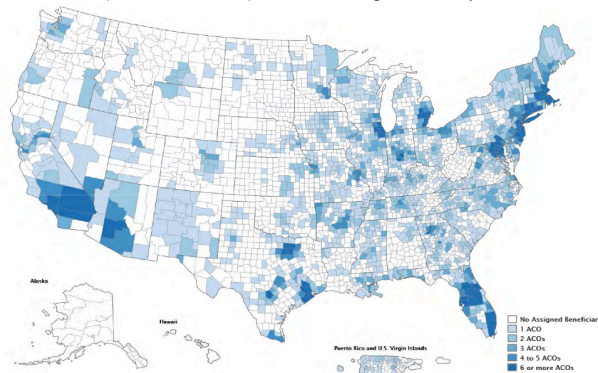 Alaska
Hawaii
Puerto Rico and U.S. Virgin Islands
No Assigned Beneficiar
1 ACO
2 ACOs
3 ACOs
4 to 5 ACOs
6 or more ACOs